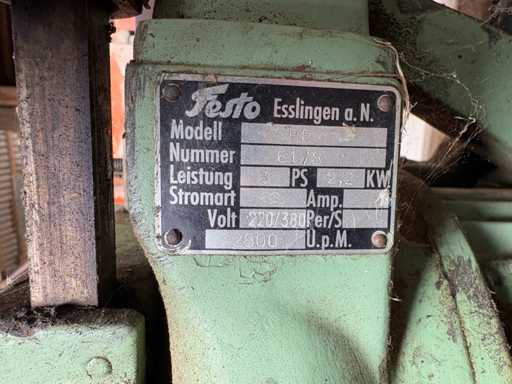 Festo Esslingen a.N.
Modell
Nummer
Leistung 3 PS 2,2 KW
Stromart Amp.
Volt 220/380 Per/S.
2800 U.p.M.